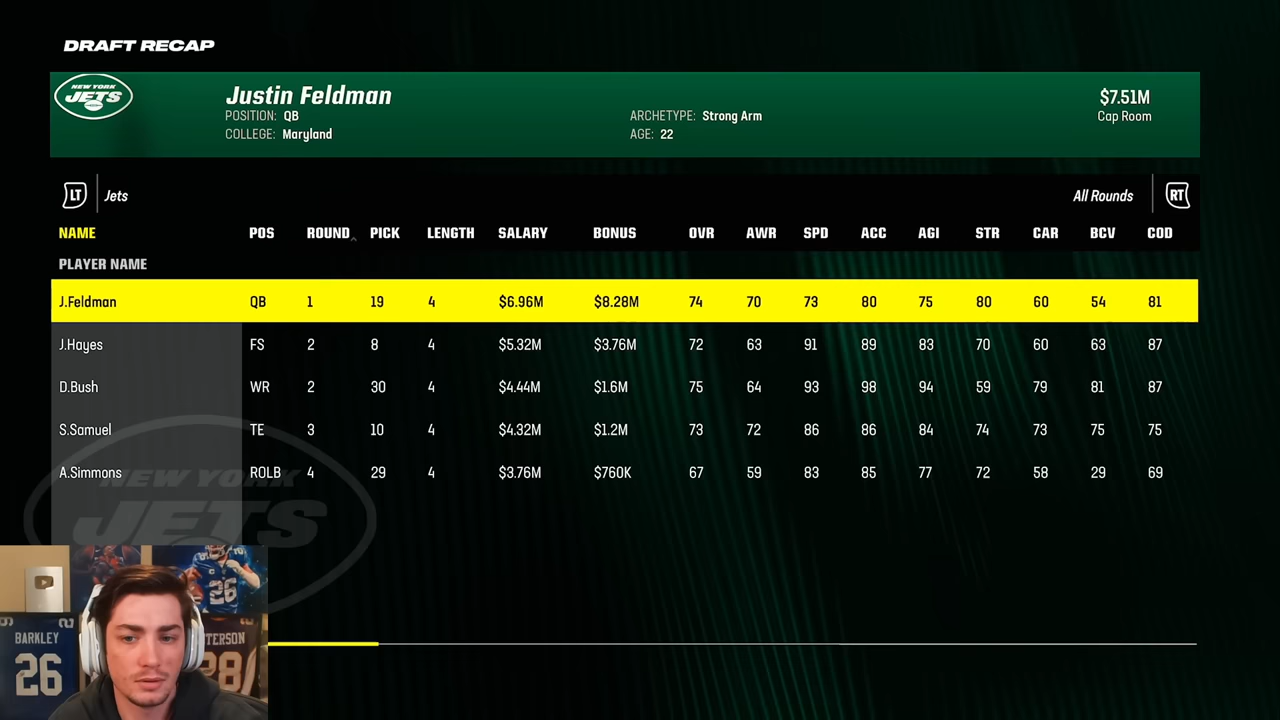 DRAFT RECAP
NEW YORK
JETS
Justin Feldman
POSITION: QB
COLLEGE: Maryland
ARCHETYPE: Strong Arm
AGE: 22
$7.51M
Cap Room
LT Jets
All Rounds RT
NAME POS ROUND PICK LENGTH SALARY BONUS OVR AWR SPD ACC AGI STR CAR BCV COD
PLAYER NAME
J.Feldman QB 1 19 4 $6.96M $8.28M 74 70 73 80 75 80 60 54 81
J.Hayes FS 2 8 4 $5.32M $3.76M 72 63 91 89 83 70 60 63 87
D.Bush WR 2 30 4 $4.44M $1.6M 75 64 93 98 94 59 79 81 87
S.Samuel TE 3 10 4 $4.32M $1.2M 73 72 86 86 84 74 73 75 75
A.Simmons ROLB 4 29 4 $3.76M $760K 67 59 83 85 77 72 58 29 69
NEW YORK
JETS
26
BARKLEY
26
TERSON
28